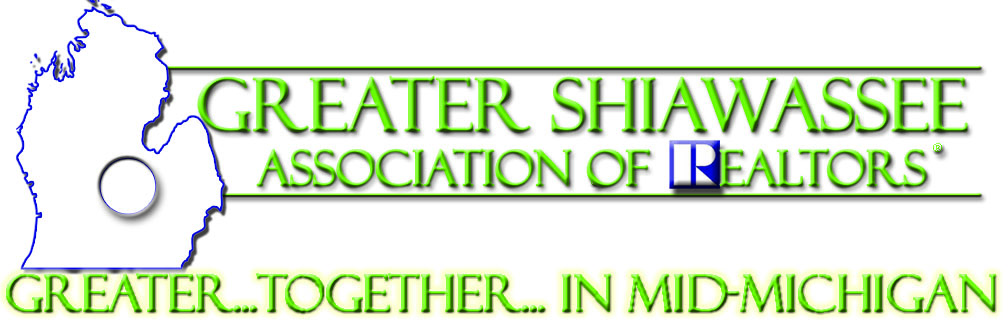 GREATER SHIAWASSEE
ASSOCIATION OF REALTORS®
GREATER...TOGETHER... IN MID-MICHIGAN